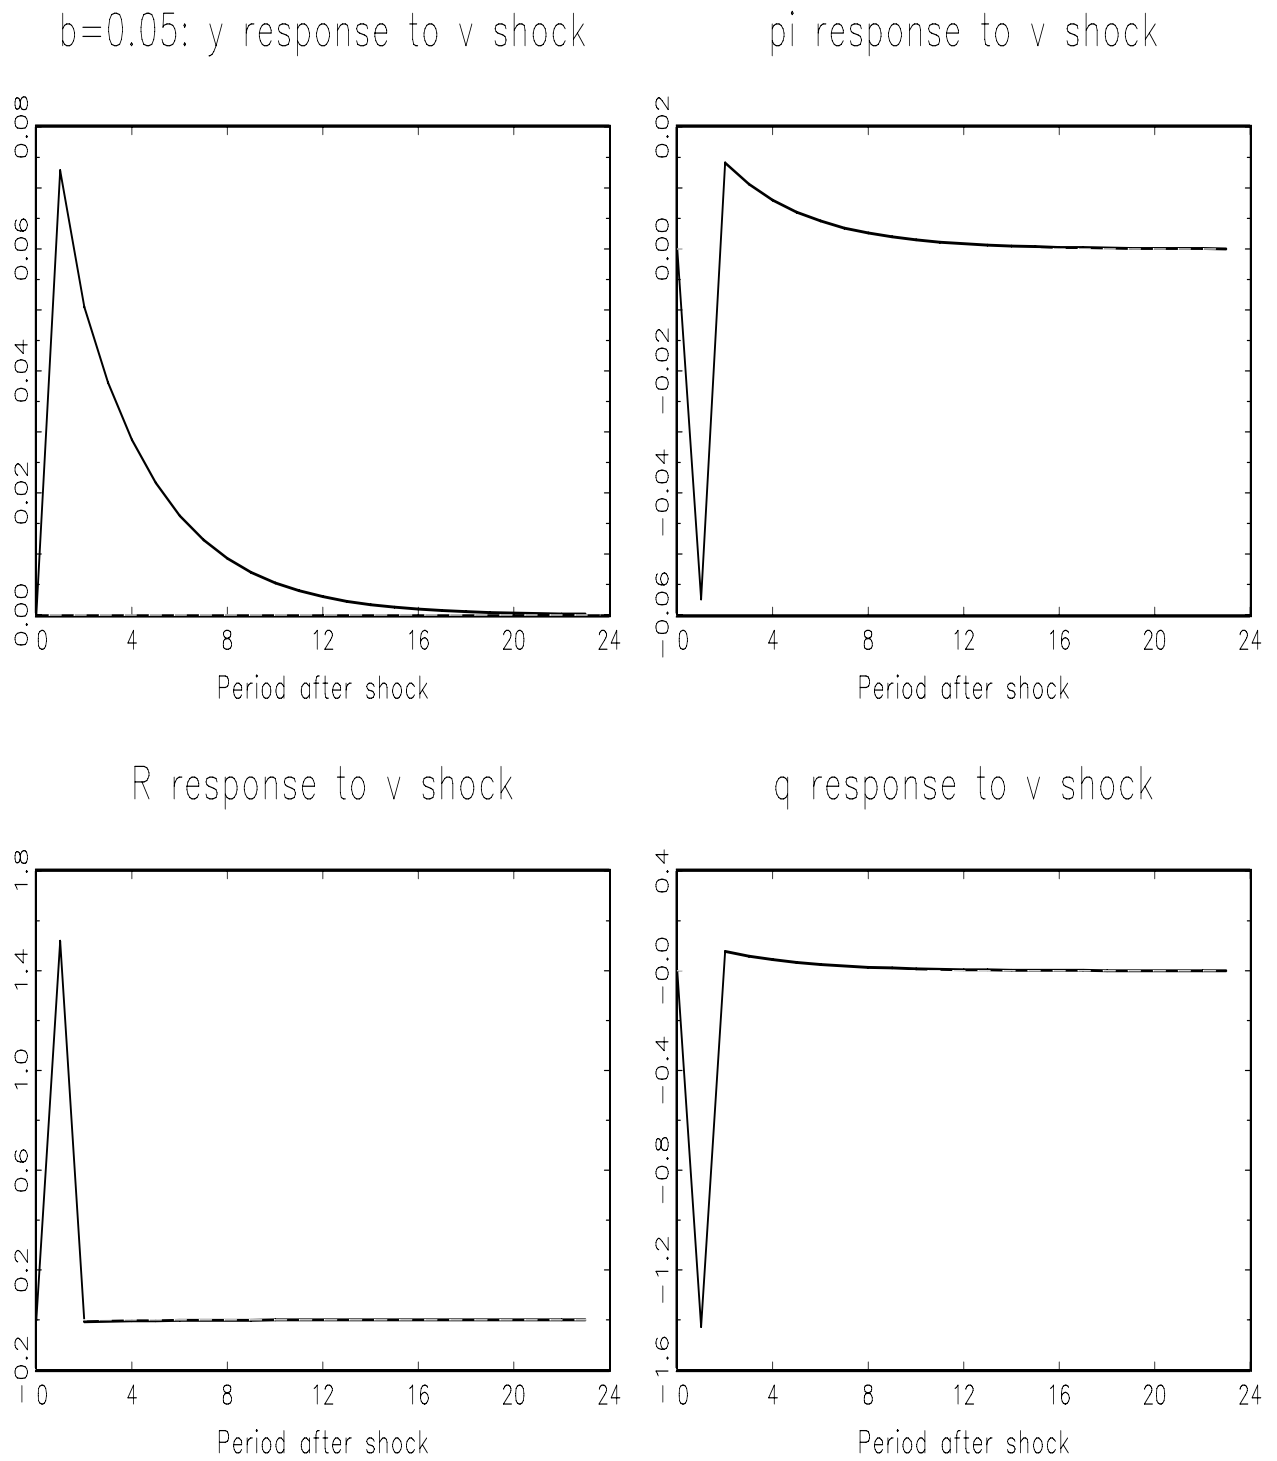 b=0.05: y response to v shock
0.08
0.06
0.04
0.02
0.00
0 4 8 12 16 20 24
Period after shock
pi response to v shock
0.02
0.00
−0.02
−0.04
−0.06
0 4 8 12 16 20 24
Period after shock
R response to v shock
1.8
1.4
1.0
0.6
0.2
−0.2
0 4 8 12 16 20 24
Period after shock
q response to v shock
0.4
−0.0
−0.4
−0.8
−1.2
−1.6
0 4 8 12 16 20 24
Period after shock